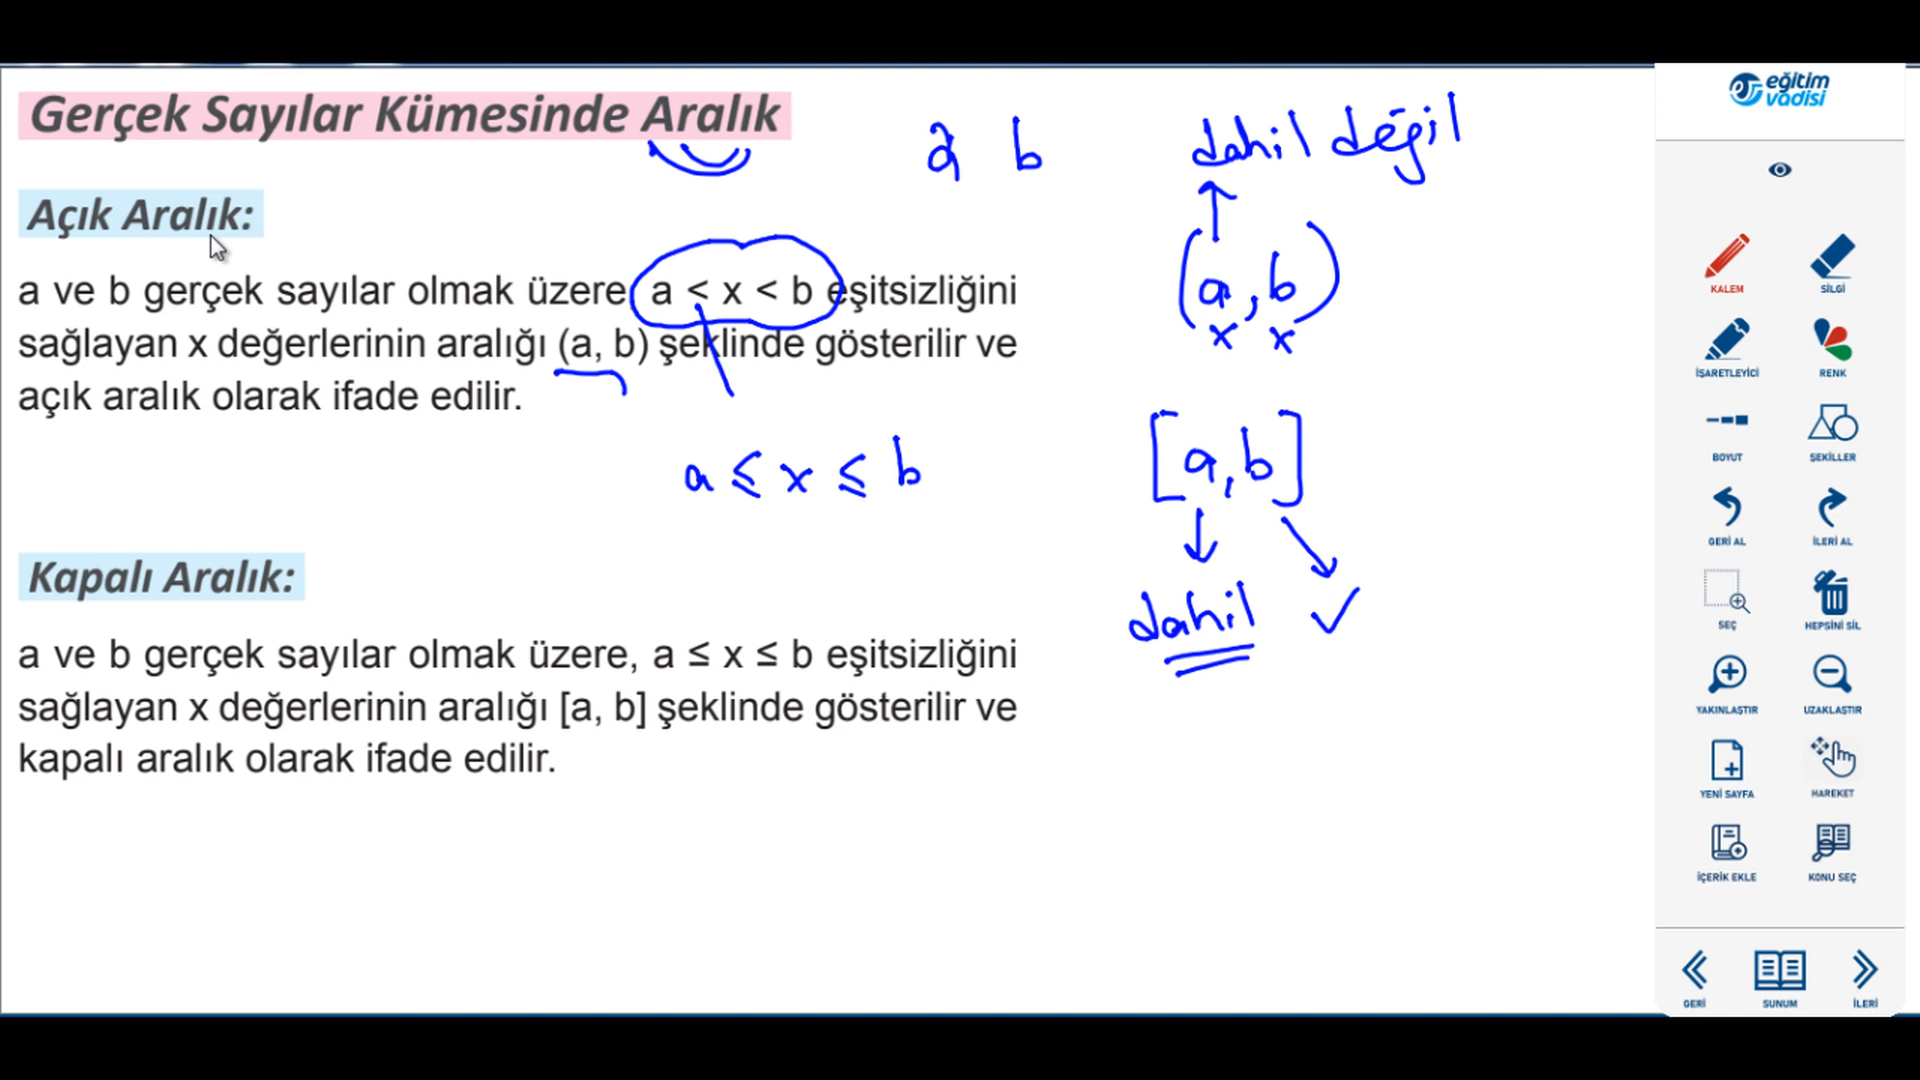 Gerçek Sayılar Kümesinde Aralık
a b
dahil değil
Açık Aralık:
a ve b gerçek sayılar olmak üzere, a < x < b eşitsizliğini
sağlayan x değerlerinin aralığı (a, b) şeklinde gösterilir ve
açık aralık olarak ifade edilir.
(a, b)
x x
a ≤ x ≤ b
[a, b]
dahil ✓
Kapalı Aralık:
a ve b gerçek sayılar olmak üzere, a ≤ x ≤ b eşitsizliğini
sağlayan x değerlerinin aralığı [a, b] şeklinde gösterilir ve
kapalı aralık olarak ifade edilir.
eğitim
vadisi
KALEM SİLGİ
İŞARETLEYİCİ RENK
BOYUT ŞEKİLLER
GERİ AL İLERİ AL
SEÇ HEPSİNİ SİL
YAKINLAŞTIR UZAKLAŞTIR
YENİ SAYFA HAREKET
İÇERİK EKLE KONU SEÇ
GERİ SUNUM İLERİ